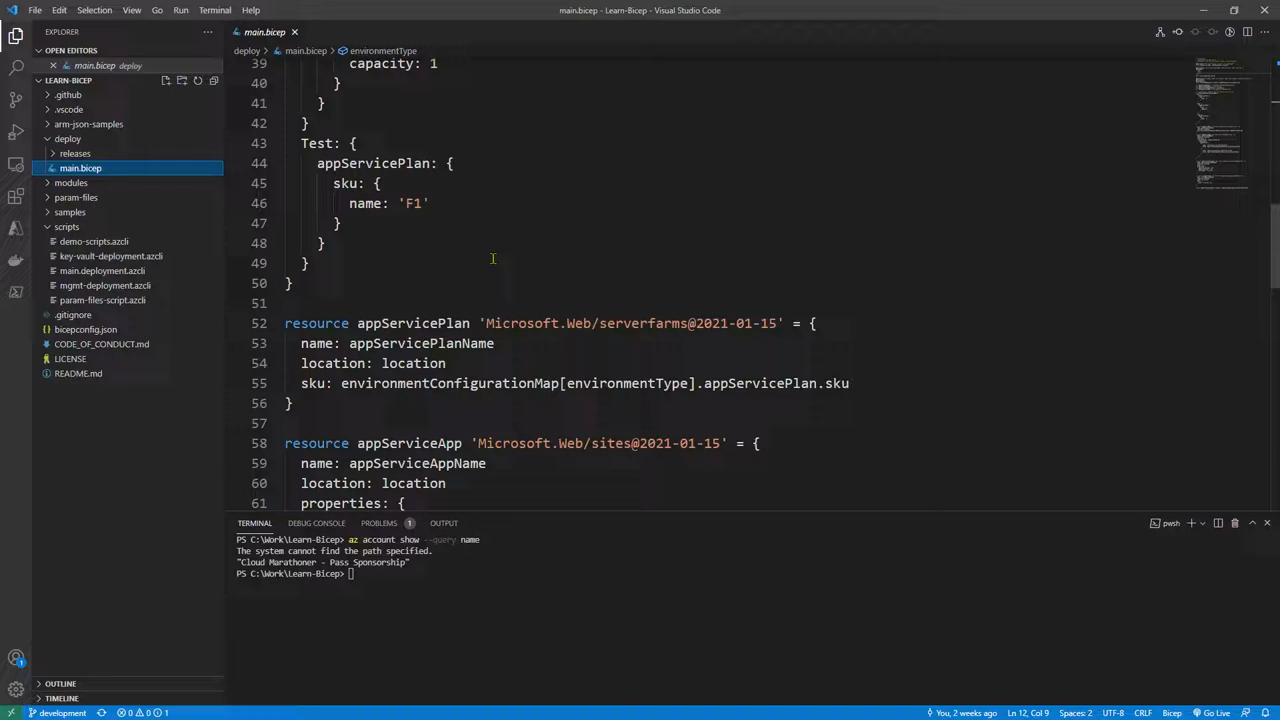 File Edit Selection View Go Run Terminal Help
main.bicep - Learn-Bicep - Visual Studio Code
EXPLORER
OPEN EDITORS
main.bicep deploy
LEARN-BICEP
.github
.vscode
arm-json-samples
deploy
releases
main.bicep
modules
param-files
samples
scripts
demo-scripts.azcli
key-vault-deployment.azcli
main.deployment.azcli
mgmt-deployment.azcli
param-files-script.azcli
.gitignore
bicepconfig.json
CODE_OF_CONDUCT.md
LICENSE
README.md
OUTLINE
TIMELINE
main.bicep
deploy > main.bicep > environmentType
39 capacity: 1
40 }
41 }
42 }
43 Test: {
44 appServicePlan: {
45 sku: {
46 name: 'F1'
47 }
48 }
49 }
50 }
51
52 resource appServicePlan 'Microsoft.Web/serverfarms@2021-01-15' = {
53 name: appServicePlanName
54 location: location
55 sku: environmentConfigurationMap[environmentType].appServicePlan.sku
56 }
57
58 resource appServiceApp 'Microsoft.Web/sites@2021-01-15' = {
59 name: appServiceAppName
60 location: location
61 properties: {
TERMINAL DEBUG CONSOLE PROBLEMS 1 OUTPUT
pwsh
PS C:\Work\Learn-Bicep> az account show --query name
The system cannot find the path specified.
"Cloud Marathoner - Pass Sponsorship"
PS C:\Work\Learn-Bicep>
1
development 0 0 1
You, 2 weeks ago Ln 12, Col 9 Spaces: 2 UTF-8 CRLF Bicep Go Live